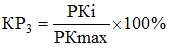 КР₃ = РКi / РКmax ×100%